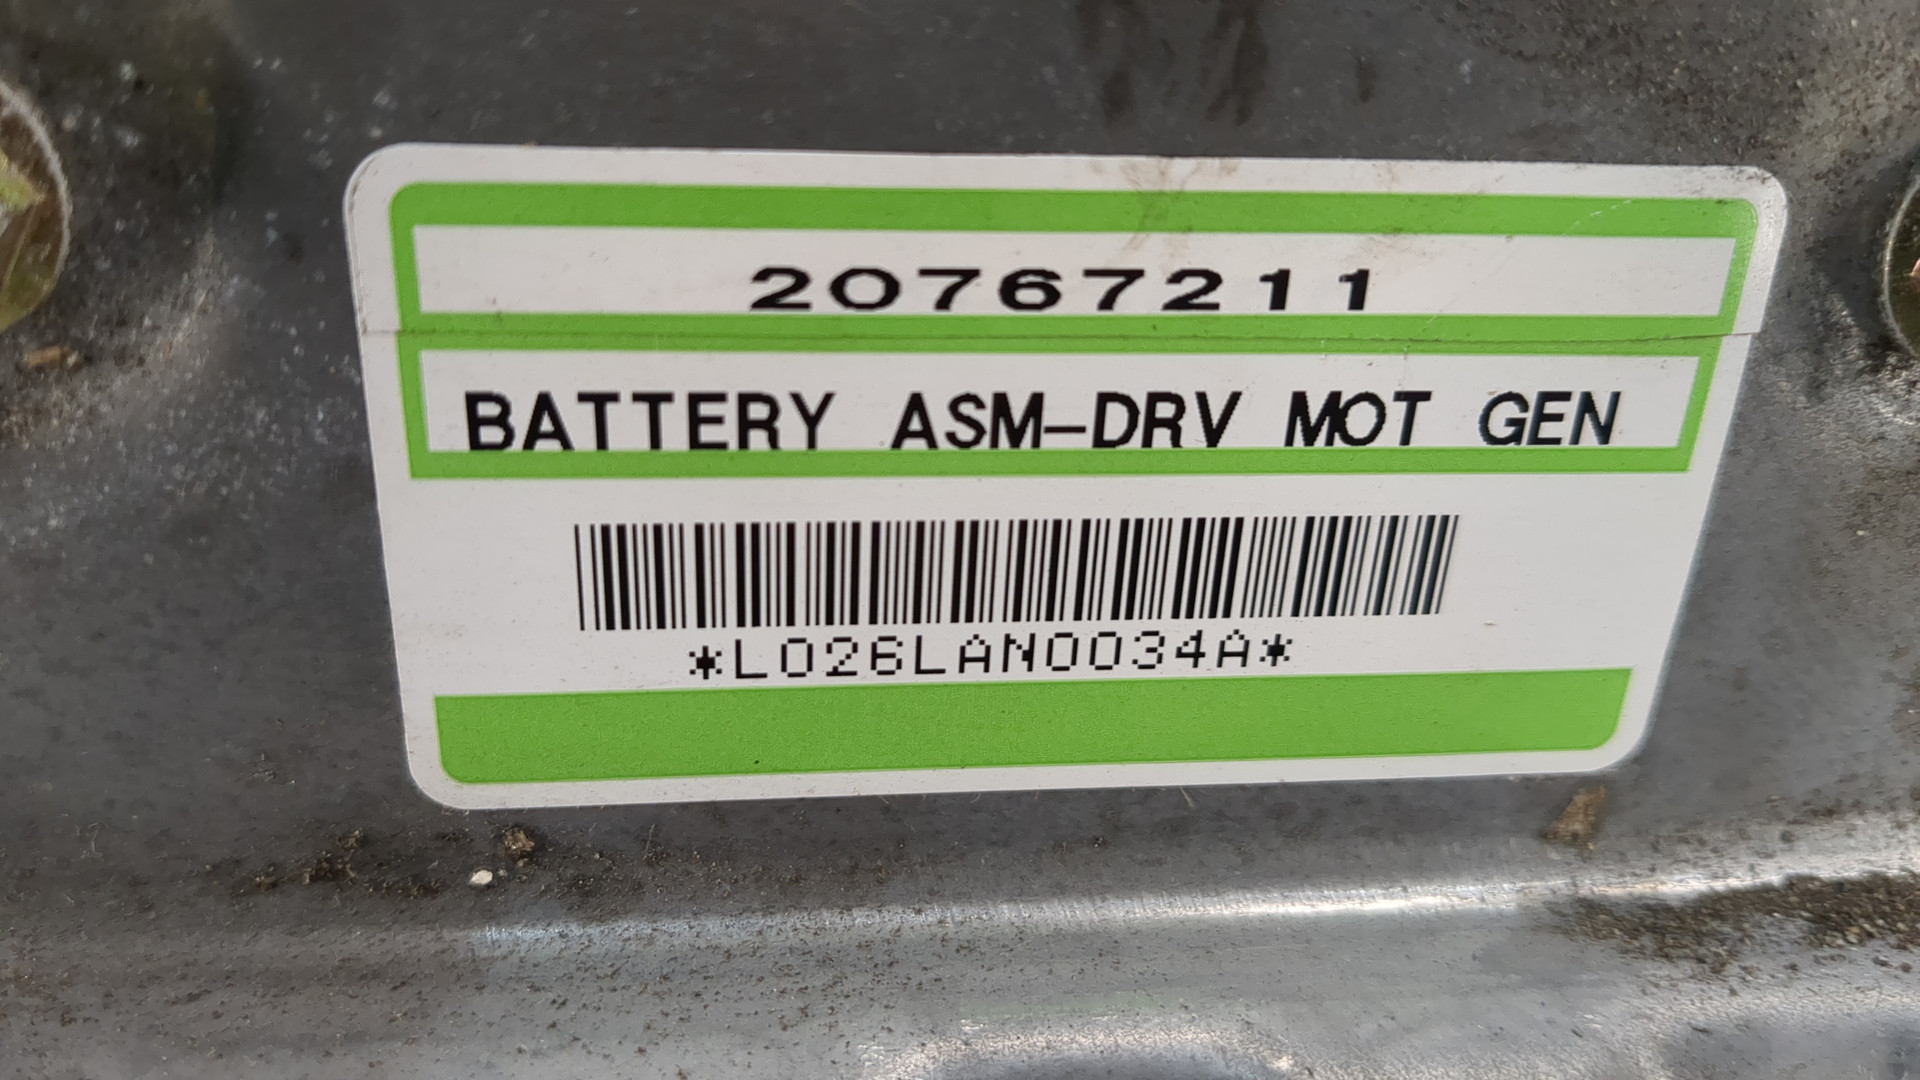 20767211
BATTERY ASM-DRV MOT GEN
*L026LAN0034A*